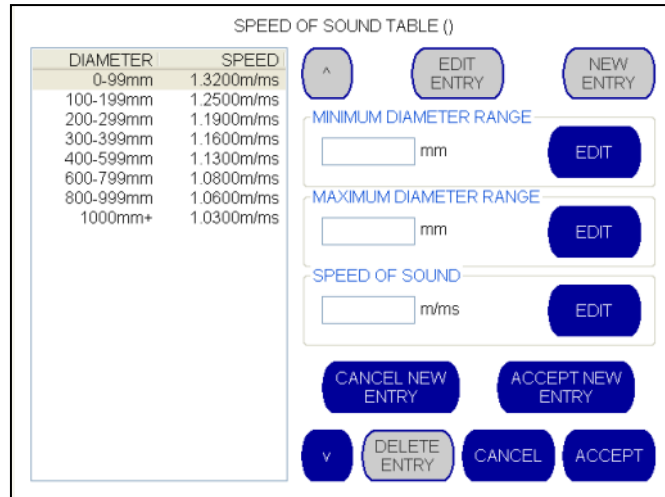 SPEED OF SOUND TABLE ()
DIAMETER SPEED
0-99mm 1.3200m/ms
100-199mm 1.2500m/ms
200-299mm 1.1900m/ms
300-399mm 1.1600m/ms
400-599mm 1.1300m/ms
600-799mm 1.0800m/ms
800-999mm 1.0600m/ms
1000mm+ 1.0300m/ms
^
EDIT
ENTRY
NEW
ENTRY
MINIMUM DIAMETER RANGE
mm
EDIT
MAXIMUM DIAMETER RANGE
mm
EDIT
SPEED OF SOUND
m/ms
EDIT
CANCEL NEW
ENTRY
ACCEPT NEW
ENTRY
v
DELETE
ENTRY
CANCEL
ACCEPT